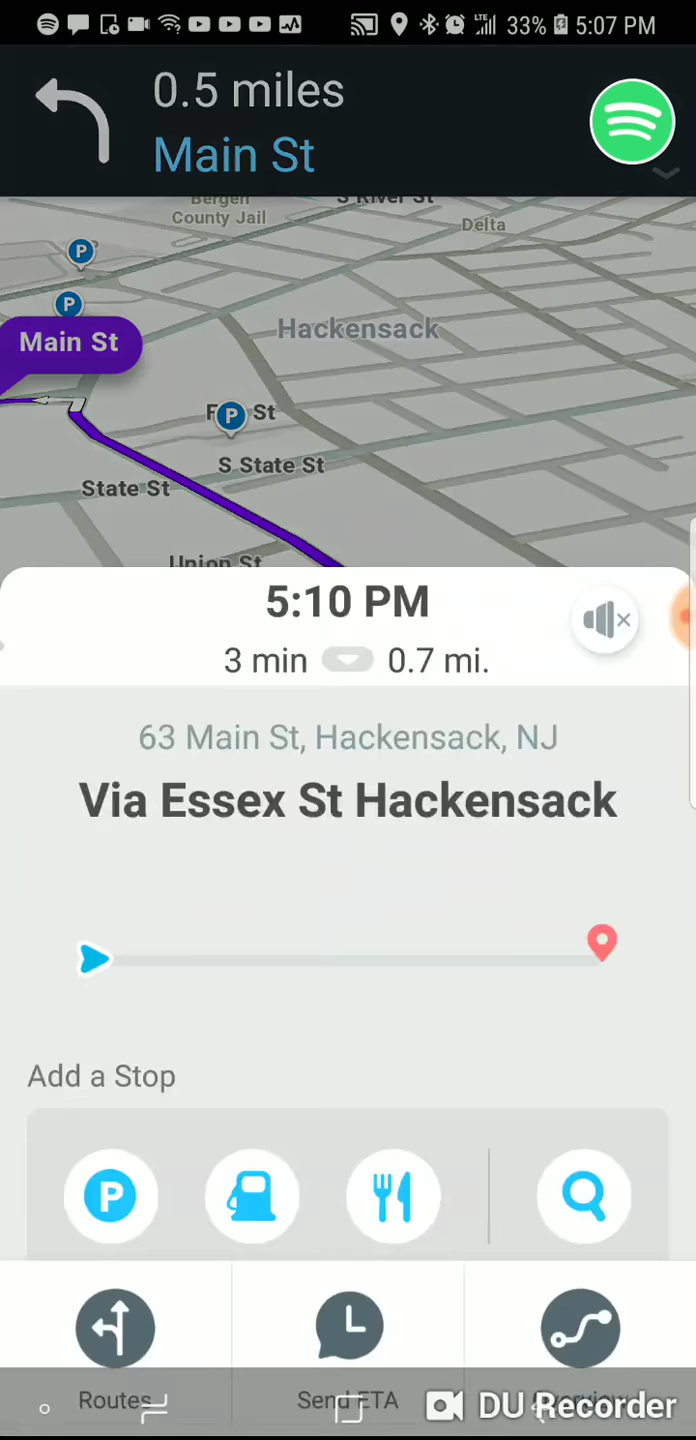 LTE 33% 5:07 PM
0.5 miles
Main St
Bergen
County Jail
S River St
Delta
P
P
Hackensack
Main St
P St
S State St
State St
Union St
5:10 PM
3 min 0.7 mi.
63 Main St, Hackensack, NJ
Via Essex St Hackensack
Add a Stop
P
Routes Send ETA Overview
DU Recorder